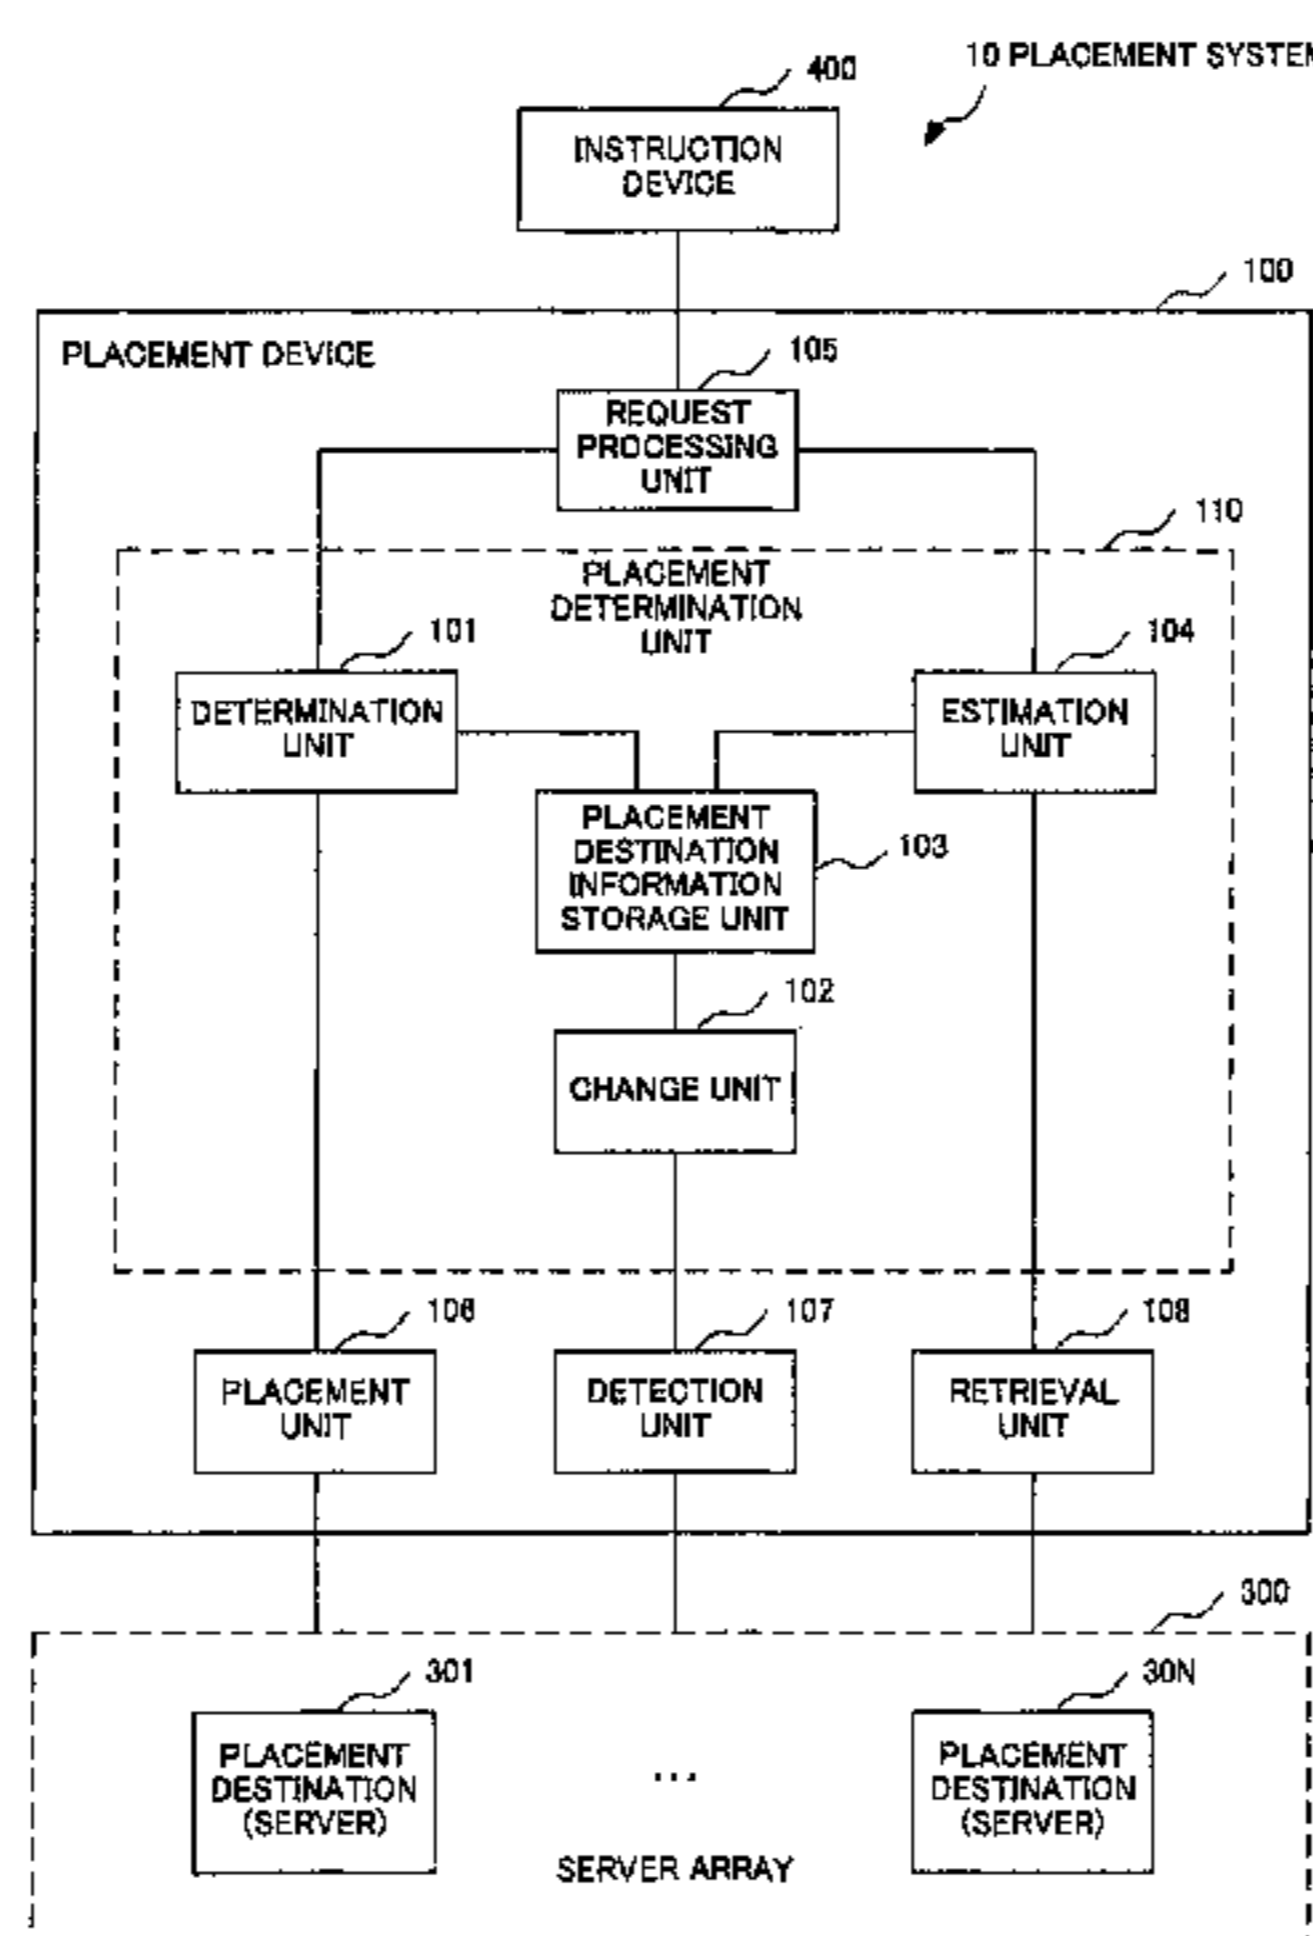 10 PLACEMENT SYSTEM
400
INSTRUCTION
DEVICE
100
PLACEMENT DEVICE
105
REQUEST
PROCESSING
UNIT
110
PLACEMENT
DETERMINATION
UNIT
101
104
DETERMINATION
UNIT
ESTIMATION
UNIT
PLACEMENT
DESTINATION
INFORMATION
STORAGE UNIT
103
102
CHANGE UNIT
106
107
108
PLACEMENT
UNIT
DETECTION
UNIT
RETRIEVAL
UNIT
300
301
30N
PLACEMENT
DESTINATION
(SERVER)
...
PLACEMENT
DESTINATION
(SERVER)
SERVER ARRAY